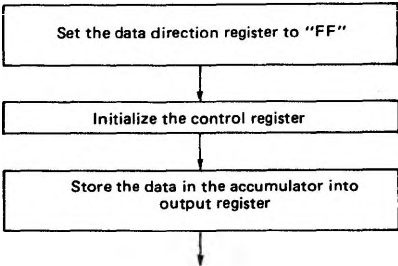 Set the data direction register to "FF"
Initialize the control register
Store the data in the accumulator into
output register